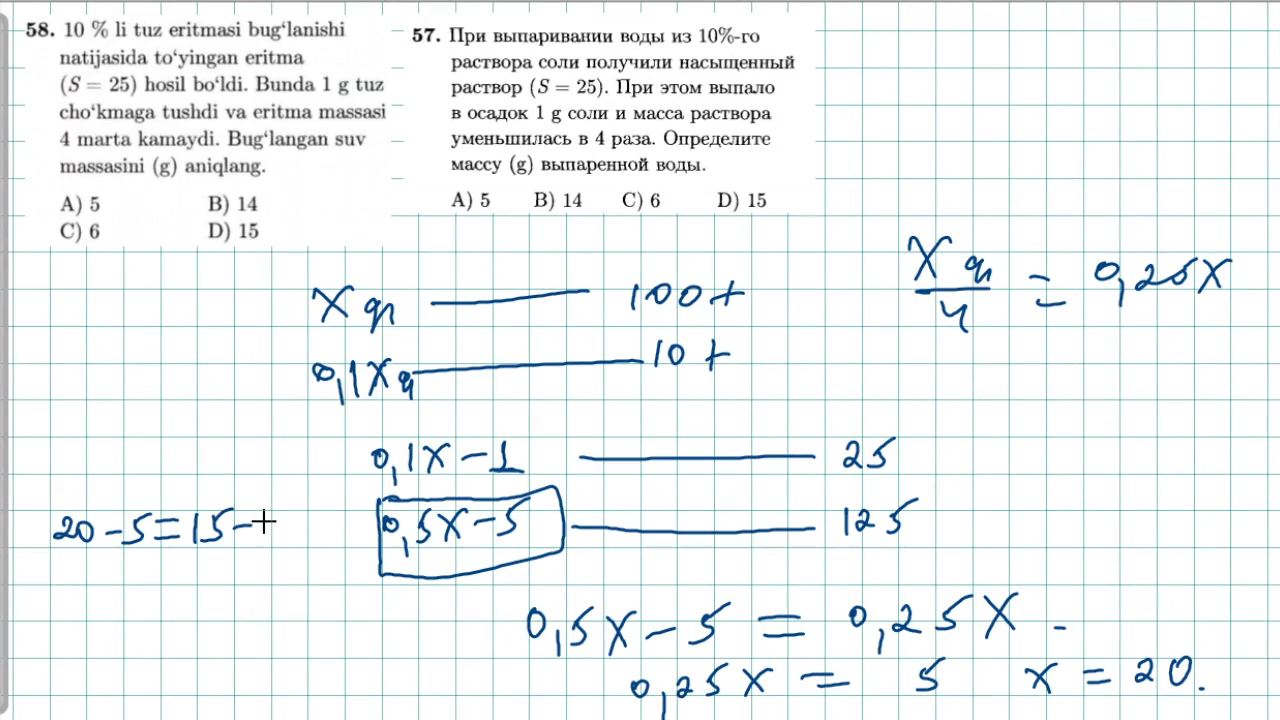 58. 10 % li tuz eritmasi bug‘lanishi
natijasida to‘yingan eritma
(S = 25) hosil bo‘ldi. Bunda 1 g tuz
cho‘kmaga tushdi va eritma massasi
4 marta kamaydi. Bug‘langan suv
massasini (g) aniqlang.
A) 5 B) 14
C) 6 D) 15
57. При выпаривании воды из 10%-го
раствора соли получили насыщенный
раствор (S = 25). При этом выпало
в осадок 1 g соли и масса раствора
уменьшилась в 4 раза. Определите
массу (g) выпаренной воды.
A) 5 B) 14 C) 6 D) 15
X/4 = 0,25X
X — 100
0,1X — 10
0,1X - 1 — 25
0,5X - 5 — 125
20 - 5 = 15 -
0,5X - 5 = 0,25X
0,25X = 5 X = 20.